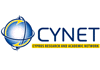 CYNET
CYPRUS RESEARCH AND ACADEMIC NETWORK